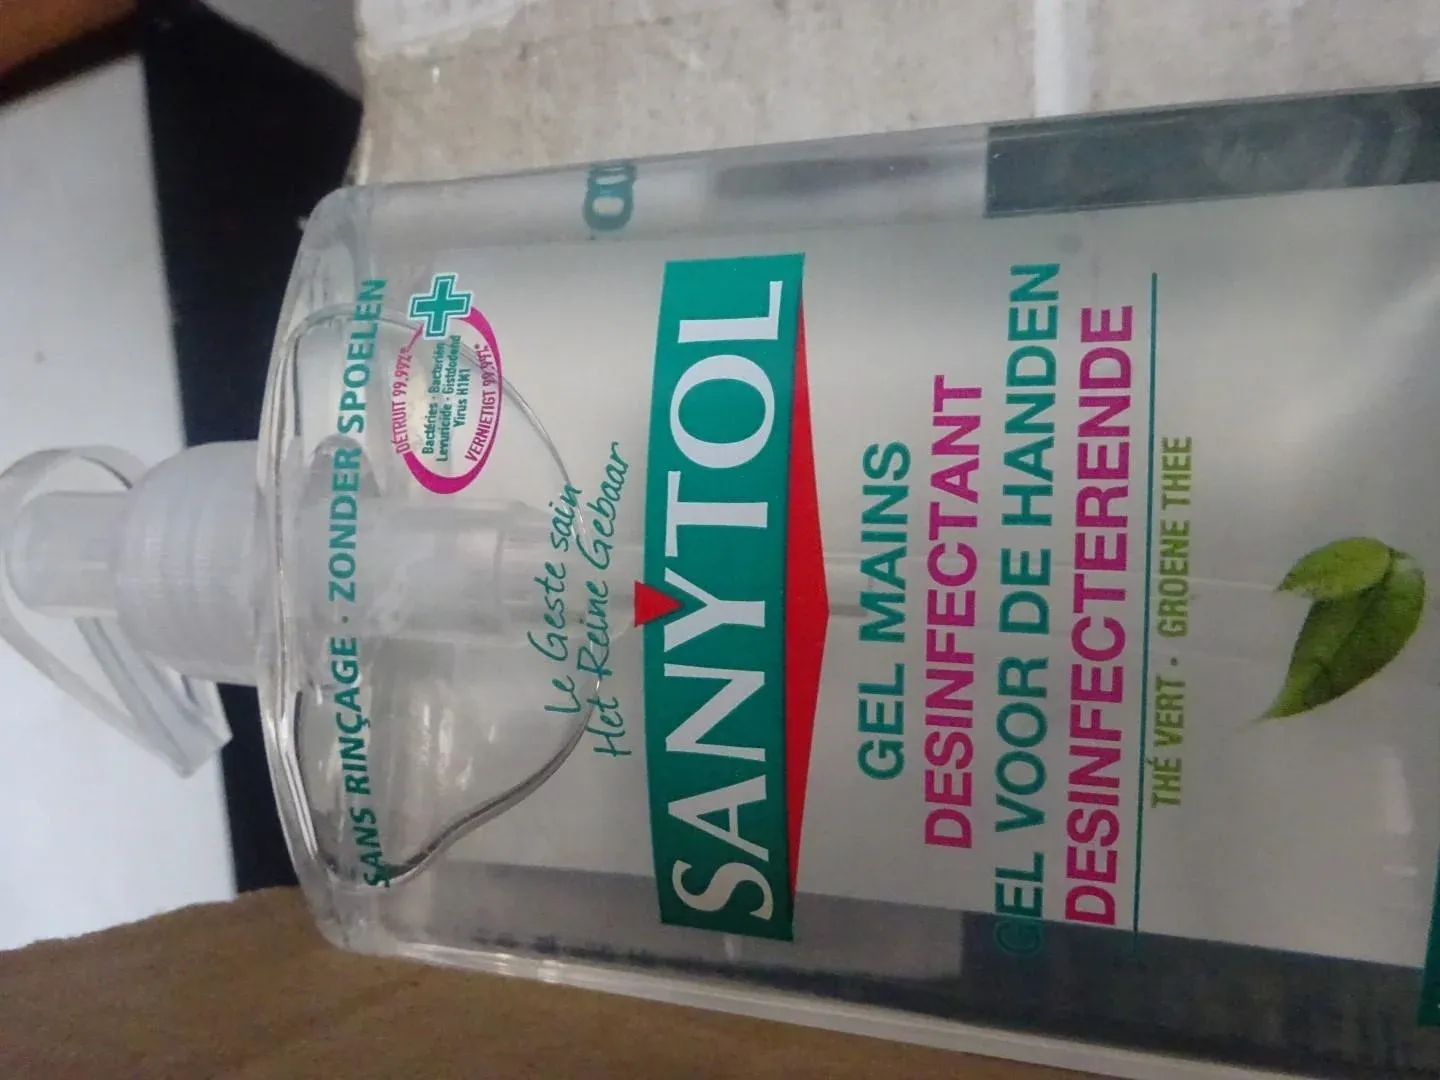 SANS RINÇAGE · ZONDER SPOELEN
DÉTRUIT 99,99%*
Bactéries - Bacteriën
Levuricide - Gistdodend
Virus H1N1
VERNIETIGT 99,99%*
Le Geste sain
Het Reine Gebaar
SANYTOL
GEL MAINS
DESINFECTANT
GEL VOOR DE HANDEN
DESINFECTERENDE
THÉ VERT · GROENE THEE